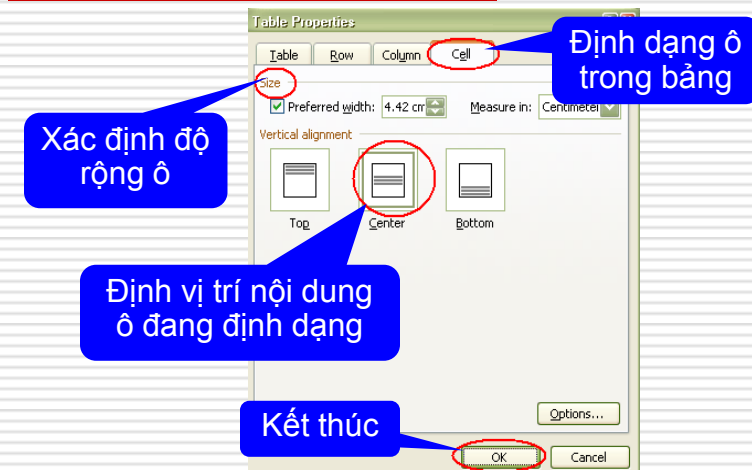 Table Properties
Table Row Column Cell
Định dạng ô
trong bảng
Size
Preferred width: 4.42 cm Measure in: Centimeter
Xác định độ
rộng ô
Vertical alignment
Top Center Bottom
Định vị trí nội dung
ô đang định dạng
Options...
Kết thúc
OK Cancel